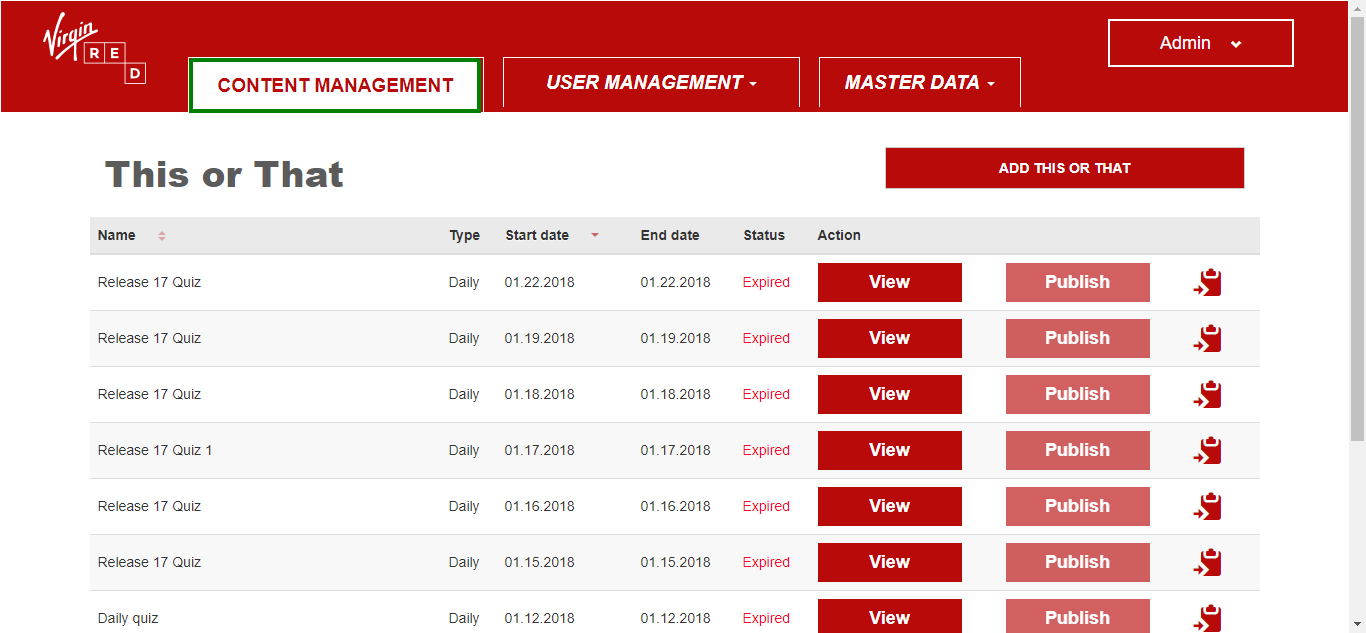 Virgin
RED
Admin
CONTENT MANAGEMENT
USER MANAGEMENT
MASTER DATA
This or That
ADD THIS OR THAT
Name Type Start date End date Status Action
Release 17 Quiz Daily 01.22.2018 01.22.2018 Expired View Publish
Release 17 Quiz Daily 01.19.2018 01.19.2018 Expired View Publish
Release 17 Quiz Daily 01.18.2018 01.18.2018 Expired View Publish
Release 17 Quiz 1 Daily 01.17.2018 01.17.2018 Expired View Publish
Release 17 Quiz Daily 01.16.2018 01.16.2018 Expired View Publish
Release 17 Quiz Daily 01.15.2018 01.15.2018 Expired View Publish
Daily quiz Daily 01.12.2018 01.12.2018 Expired View Publish